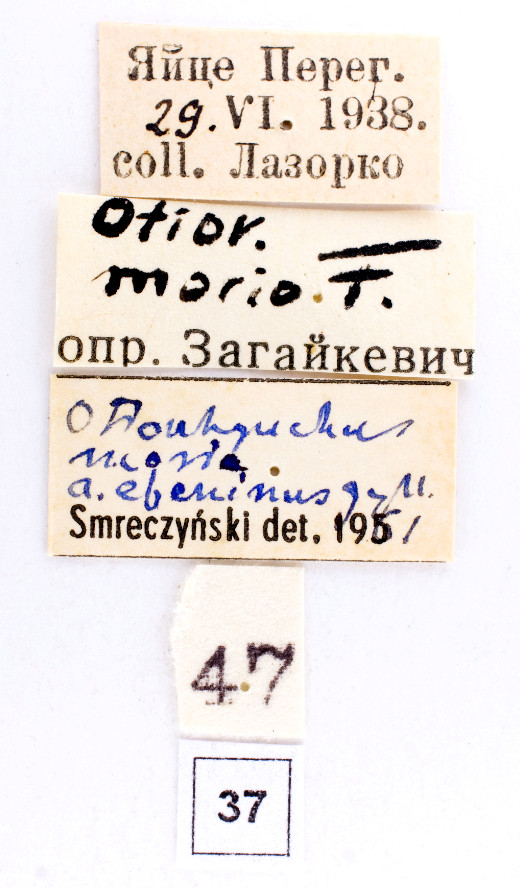 Яйце Перег.
29.VI. 1938.
coll. Лазорко
Otior.
morio F.
опр. Загайкевич
Otiorhynchus
morio
a. ebeninus Gyll.
Smreczyński det. 1951
47
37